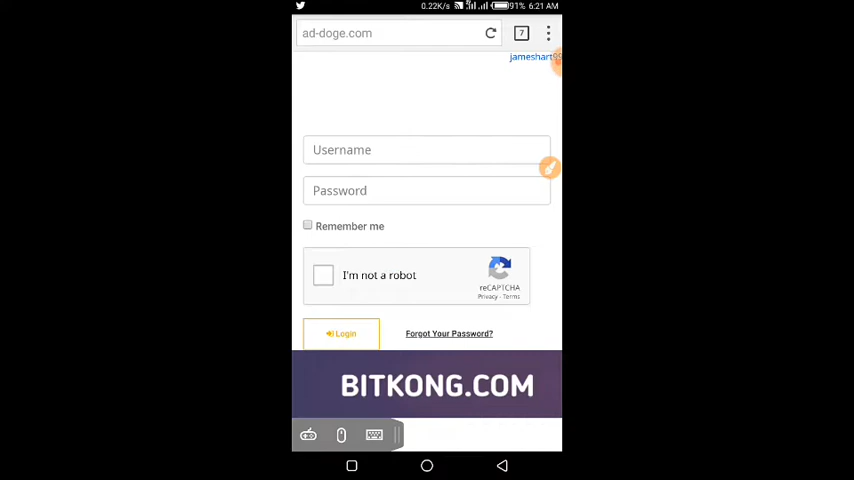 0.22K/s 91% 6:21 AM
ad-doge.com 7
jameshart
Username
Password
Remember me
I'm not a robot
reCAPTCHA
Privacy - Terms
Login Forgot Your Password?
BITKONG.COM